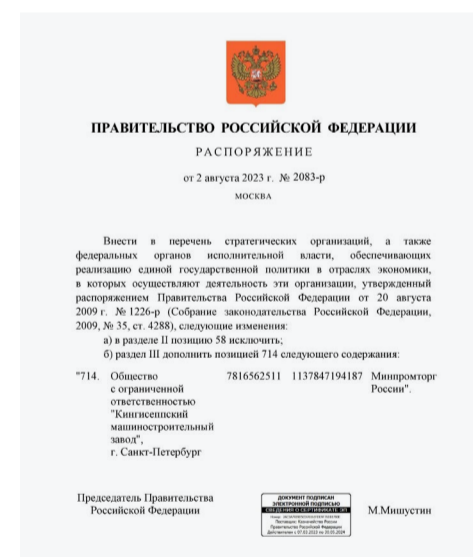 ПРАВИТЕЛЬСТВО РОССИЙСКОЙ ФЕДЕРАЦИИ
РАСПОРЯЖЕНИЕ
от 2 августа 2023 г. № 2083-р
МОСКВА
Внести в перечень стратегических организаций, а также
федеральных органов исполнительной власти, обеспечивающих
реализацию единой государственной политики в отраслях экономики,
в которых осуществляют деятельность эти организации, утвержденный
распоряжением Правительства Российской Федерации от 20 августа
2009 г. № 1226-р (Собрание законодательства Российской Федерации,
2009, № 35, ст. 4288), следующие изменения:
а) в разделе II позицию 58 исключить;
б) раздел III дополнить позицией 714 следующего содержания:
"714. Общество 7816562511 1137847194187 Минпромторг
с ограниченной России".
ответственностью
"Кингисеппский
машиностроительный
завод",
г. Санкт-Петербург
Председатель Правительства
Российской Федерации
ДОКУМЕНТ ПОДПИСАН
ЭЛЕКТРОННОЙ ПОДПИСЬЮ
СВЕДЕНИЯ О СЕРТИФИКАТЕ ЭП
М.Мишустин